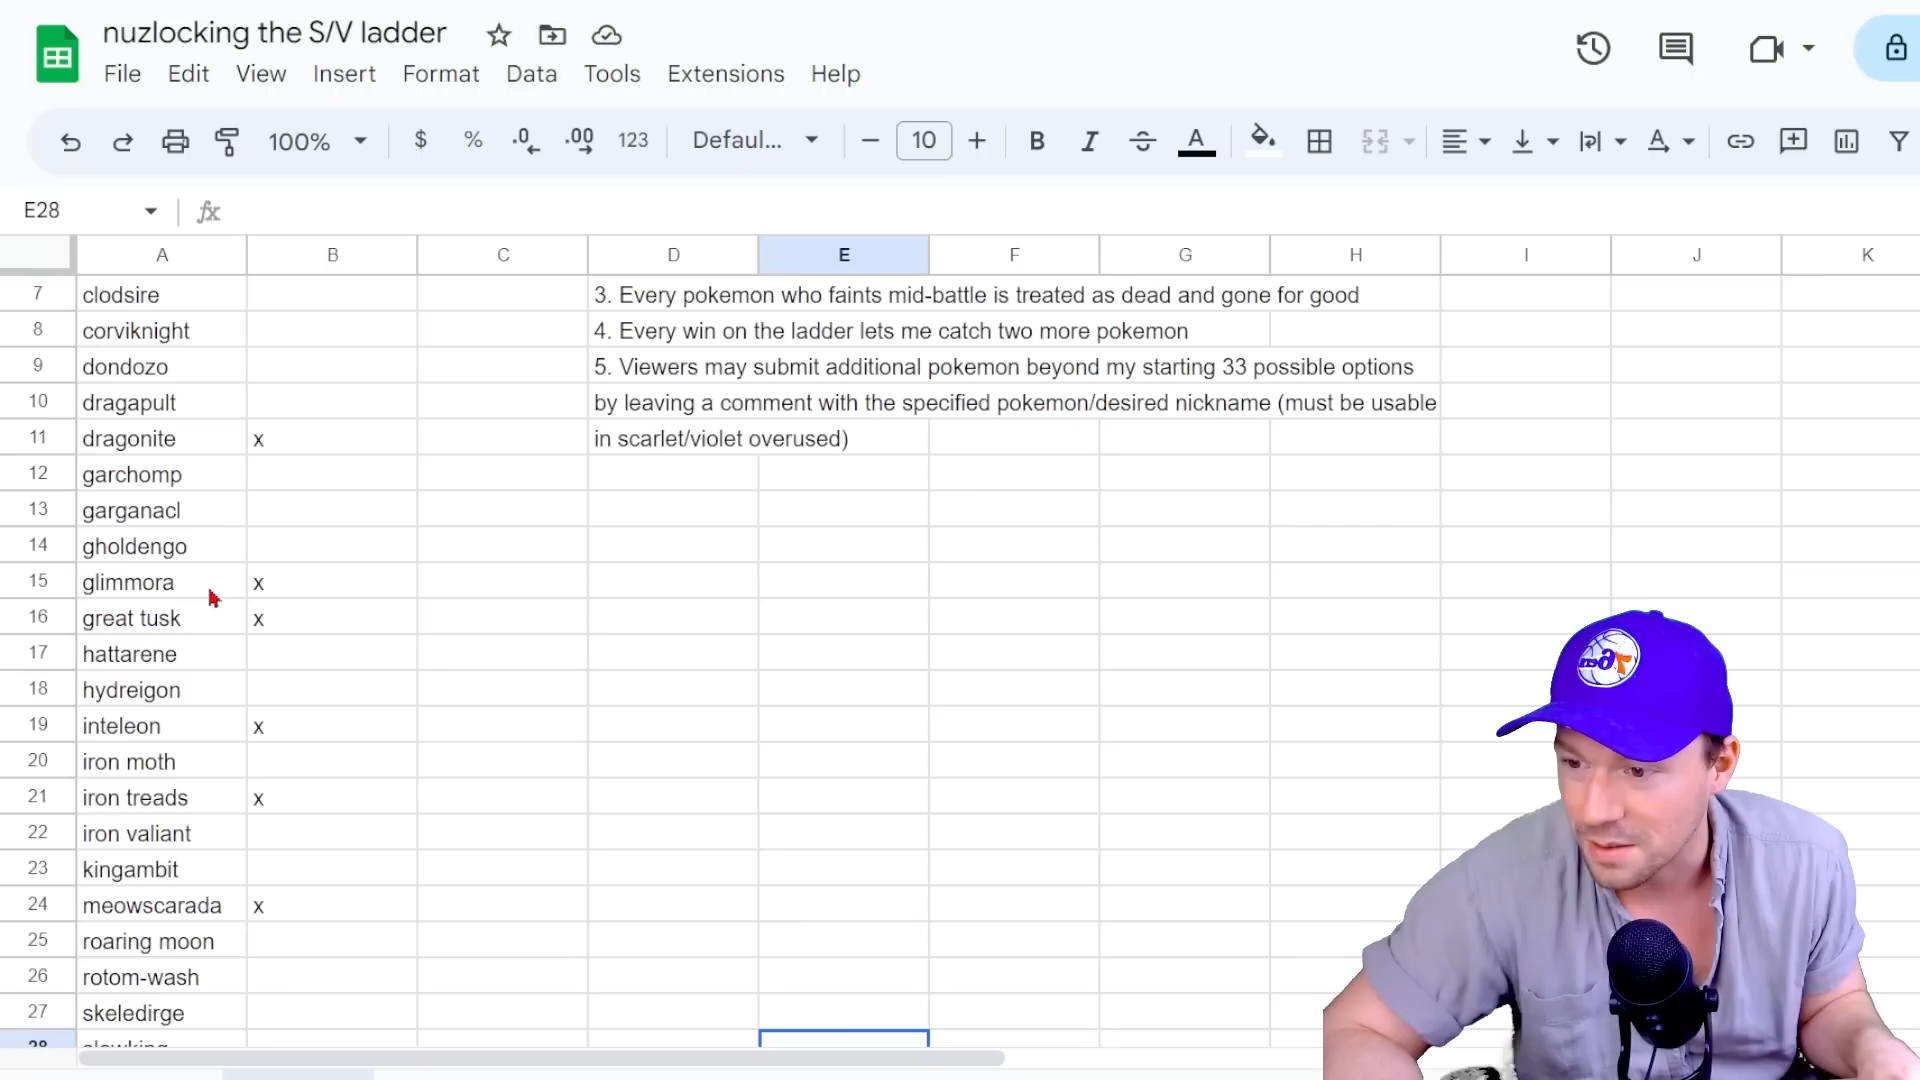 nuzlocking the S/V ladder
File Edit View Insert Format Data Tools Extensions Help
100% $ % .0 .00 123 Defaul... 10 B I A
E28 fx
A B C D E F G H I J K
7 clodsire 3. Every pokemon who faints mid-battle is treated as dead and gone for good
8 corviknight 4. Every win on the ladder lets me catch two more pokemon
9 dondozo 5. Viewers may submit additional pokemon beyond my starting 33 possible options
10 dragapult by leaving a comment with the specified pokemon/desired nickname (must be usable
11 dragonite x in scarlet/violet overused)
12 garchomp
13 garganacl
14 gholdengo
15 glimmora x
16 great tusk x
17 hattarene
18 hydreigon
19 inteleon x
20 iron moth
21 iron treads x
22 iron valiant
23 kingambit
24 meowscarada x
25 roaring moon
26 rotom-wash
27 skeledirge
28 slowking
76ers